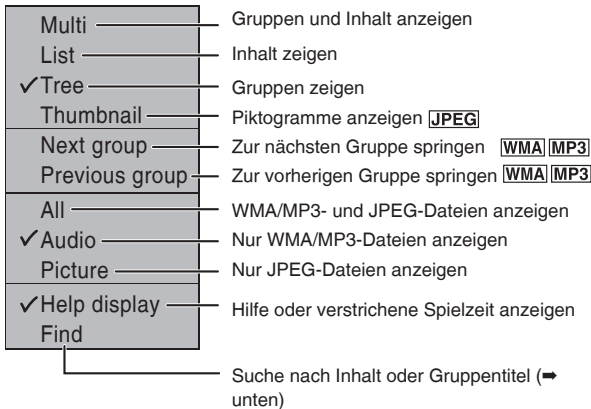 Multi Gruppen und Inhalt anzeigen
List Inhalt zeigen
✓Tree Gruppen zeigen
Thumbnail Piktogramme anzeigen JPEG
Next group Zur nächsten Gruppe springen WMA MP3
Previous group Zur vorherigen Gruppe springen WMA MP3
All WMA/MP3- und JPEG-Dateien anzeigen
✓Audio Nur WMA/MP3-Dateien anzeigen
Picture Nur JPEG-Dateien anzeigen
✓Help display Hilfe oder verstrichene Spielzeit anzeigen
Find
Suche nach Inhalt oder Gruppentitel (➡
unten)